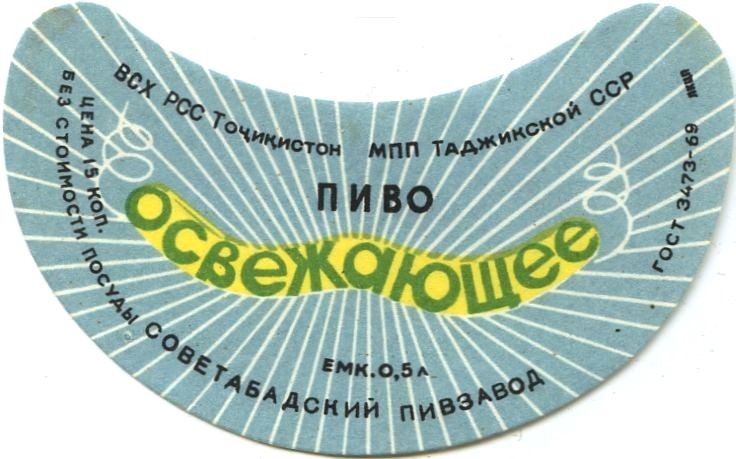 ВСХ РСС Тоҷикистон МПП Таджикской ССР
ПИВО
освежающее
ЕМК. 0,5 л
СОВЕТАБАДСКИЙ ПИВЗАВОД
ЦЕНА 15 КОП.
БЕЗ СТОИМОСТИ ПОСУДЫ
ГОСТ 3473-69